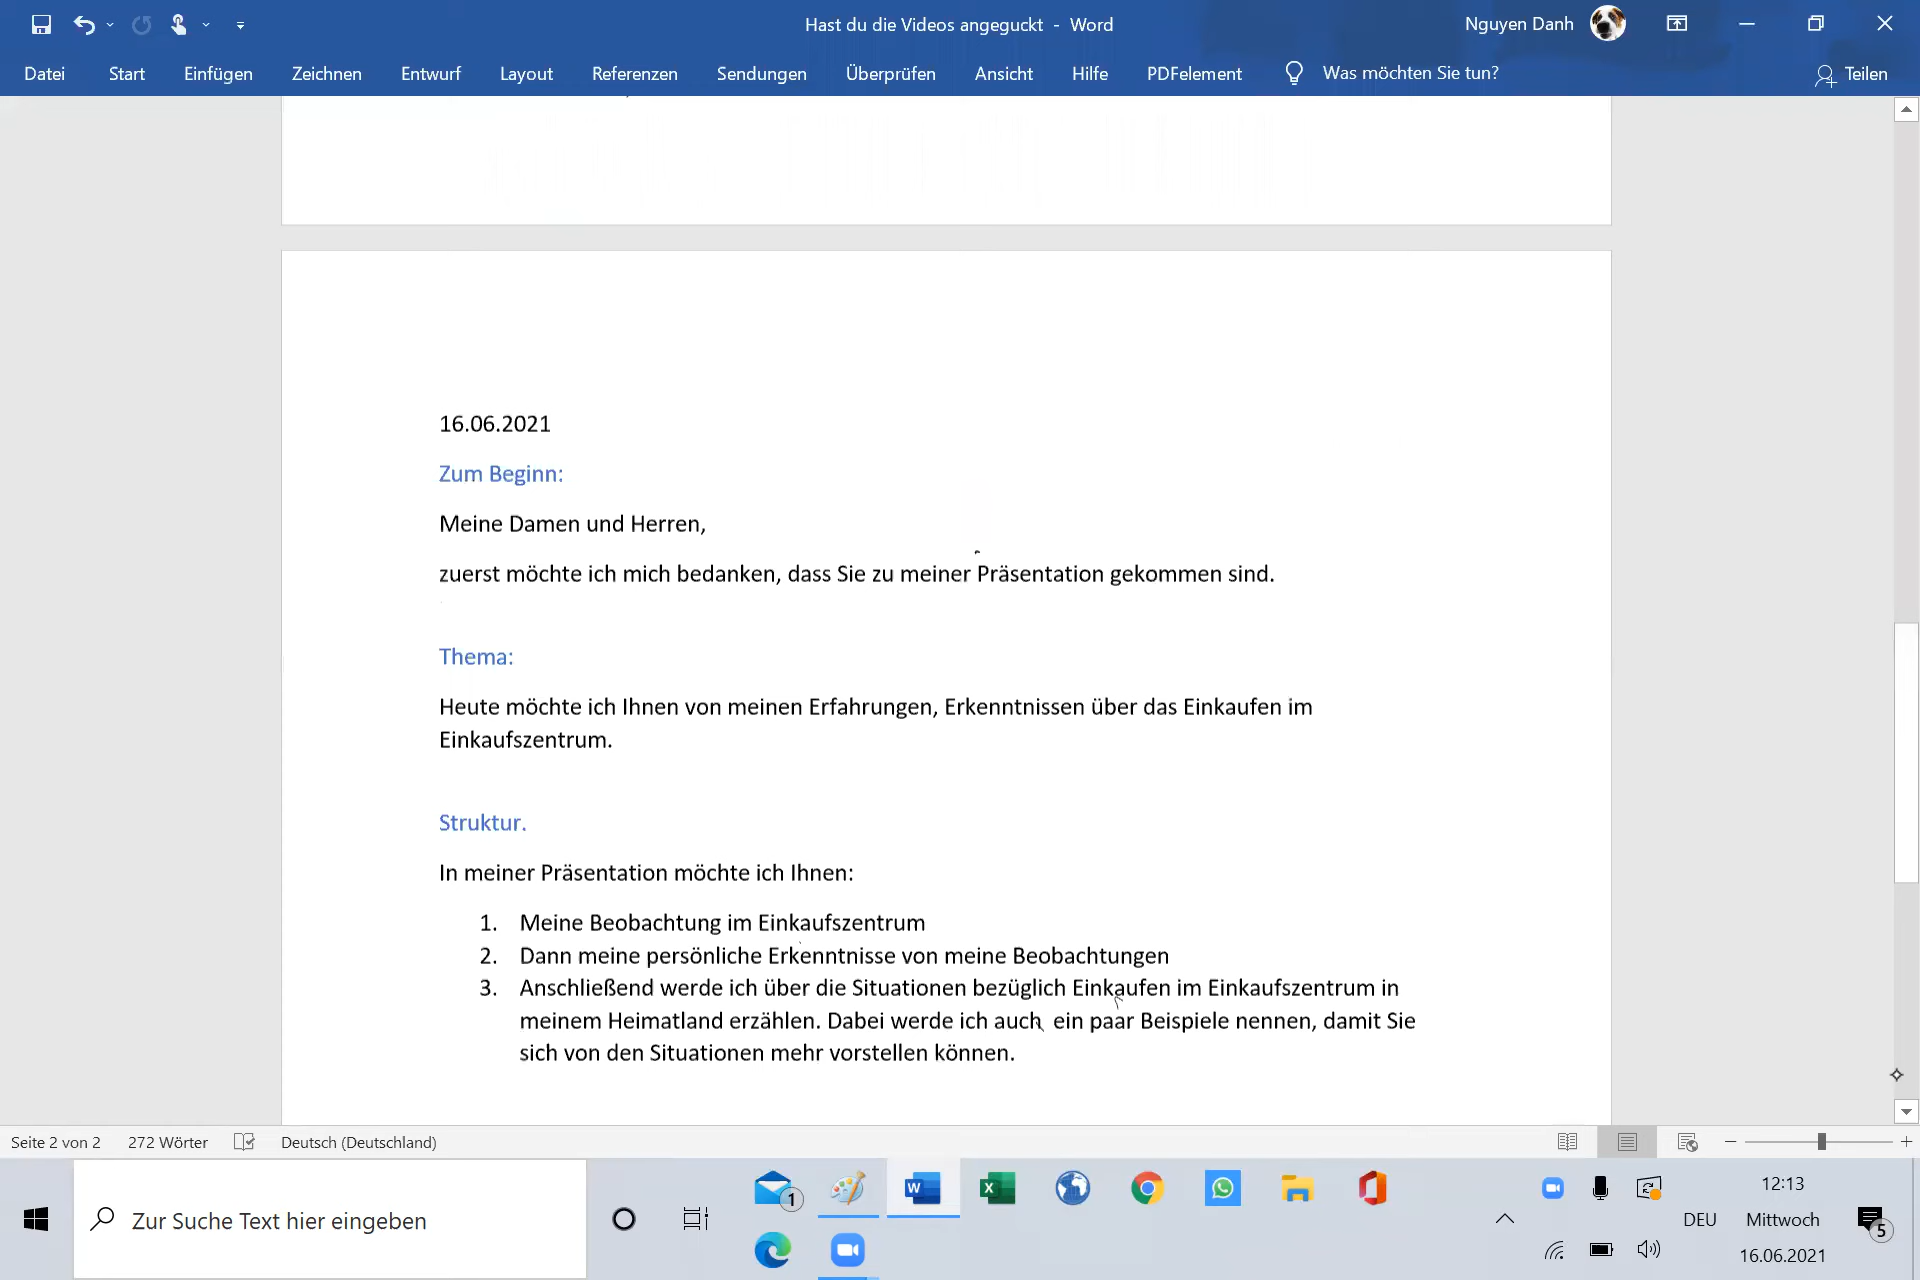 Hast du die Videos angeguckt - Word
Nguyen Danh
Datei Start Einfügen Zeichnen Entwurf Layout Referenzen Sendungen Überprüfen Ansicht Hilfe PDFelement Was möchten Sie tun? Teilen
16.06.2021
Zum Beginn:
Meine Damen und Herren,
zuerst möchte ich mich bedanken, dass Sie zu meiner Präsentation gekommen sind.
Thema:
Heute möchte ich Ihnen von meinen Erfahrungen, Erkenntnissen über das Einkaufen im
Einkaufszentrum.
Struktur.
In meiner Präsentation möchte ich Ihnen:
1. Meine Beobachtung im Einkaufszentrum
2. Dann meine persönliche Erkenntnisse von meine Beobachtungen
3. Anschließend werde ich über die Situationen bezüglich Einkaufen im Einkaufszentrum in
meinem Heimatland erzählen. Dabei werde ich auch ein paar Beispiele nennen, damit Sie
sich von den Situationen mehr vorstellen können.
Seite 2 von 2 272 Wörter Deutsch (Deutschland)
Zur Suche Text hier eingeben
1
12:13
DEU Mittwoch
5
16.06.2021